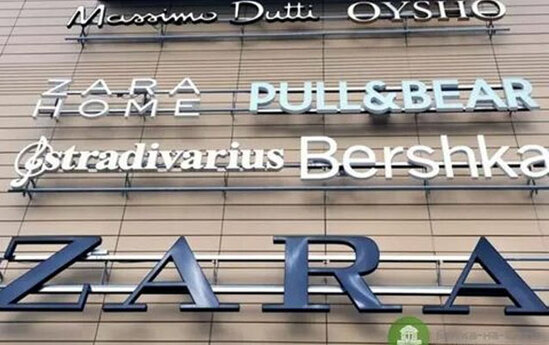 Massimo Dutti OYSHO
ZARA HOME PULL&BEAR
stradivarius Bershka
ZARA